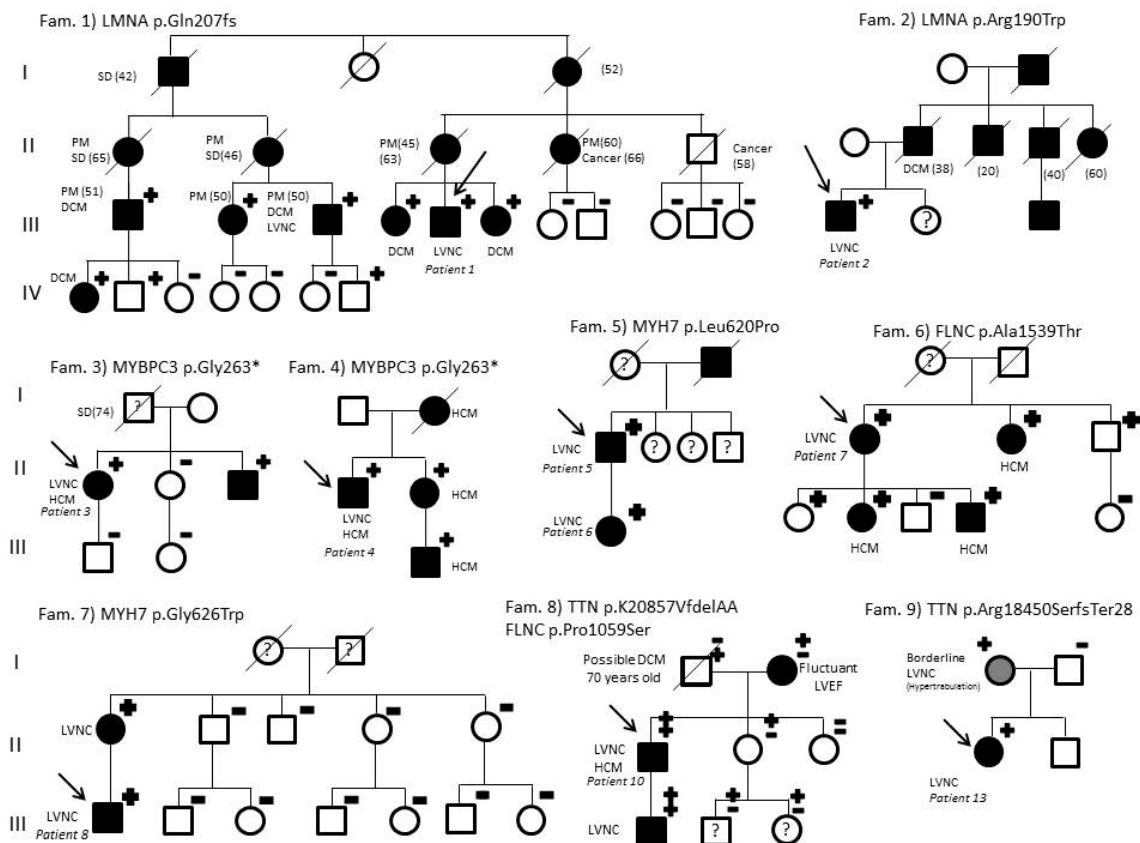 Fam. 1) LMNA p.Gln207fs
I
SD (42)
(52)
II
PM
SD (65)
PM
SD(46)
PM(45)
(63)
PM(60)
Cancer (66)
Cancer
(58)
III
PM (51)
DCM
+
PM (50)
+
PM (50)
DCM
LVNC
+
+
+
+
-
-
-
-
-
DCM
LVNC
Patient 1
DCM
IV
DCM
+
+
-
-
-
-
+
Fam. 2) LMNA p.Arg190Trp
DCM (38)
(20)
(40)
(60)
+
?
LVNC
Patient 2
Fam. 3) MYBPC3 p.Gly263*
I
SD(74)
?
II
+
-
+
LVNC
HCM
Patient 3
III
-
-
Fam. 4) MYBPC3 p.Gly263*
HCM
+
+
HCM
LVNC
HCM
Patient 4
+
HCM
Fam. 5) MYH7 p.Leu620Pro
?
+
LVNC
Patient 5
?
?
?
LVNC
Patient 6
+
Fam. 6) FLNC p.Ala1539Thr
?
+
+
+
LVNC
Patient 7
HCM
+
+
-
+
-
HCM
HCM
Fam. 7) MYH7 p.Gly626Trp
I
?
?
II
LVNC
+
-
-
-
-
III
+
-
-
-
-
-
-
LVNC
Patient 8
Fam. 8) TTN p.K20857VfdelAA
FLNC p.Pro1059Ser
Possible DCM
70 years old
-
+
+
-
Fluctuant
LVEF
+
+
+
-
-
-
LVNC
HCM
Patient 10
+
+
+
-
+
-
LVNC
?
?
Fam. 9) TTN p.Arg18450SerfsTer28
+
-
Borderline
LVNC
(Hypertrabulation)
+
LVNC
Patient 13